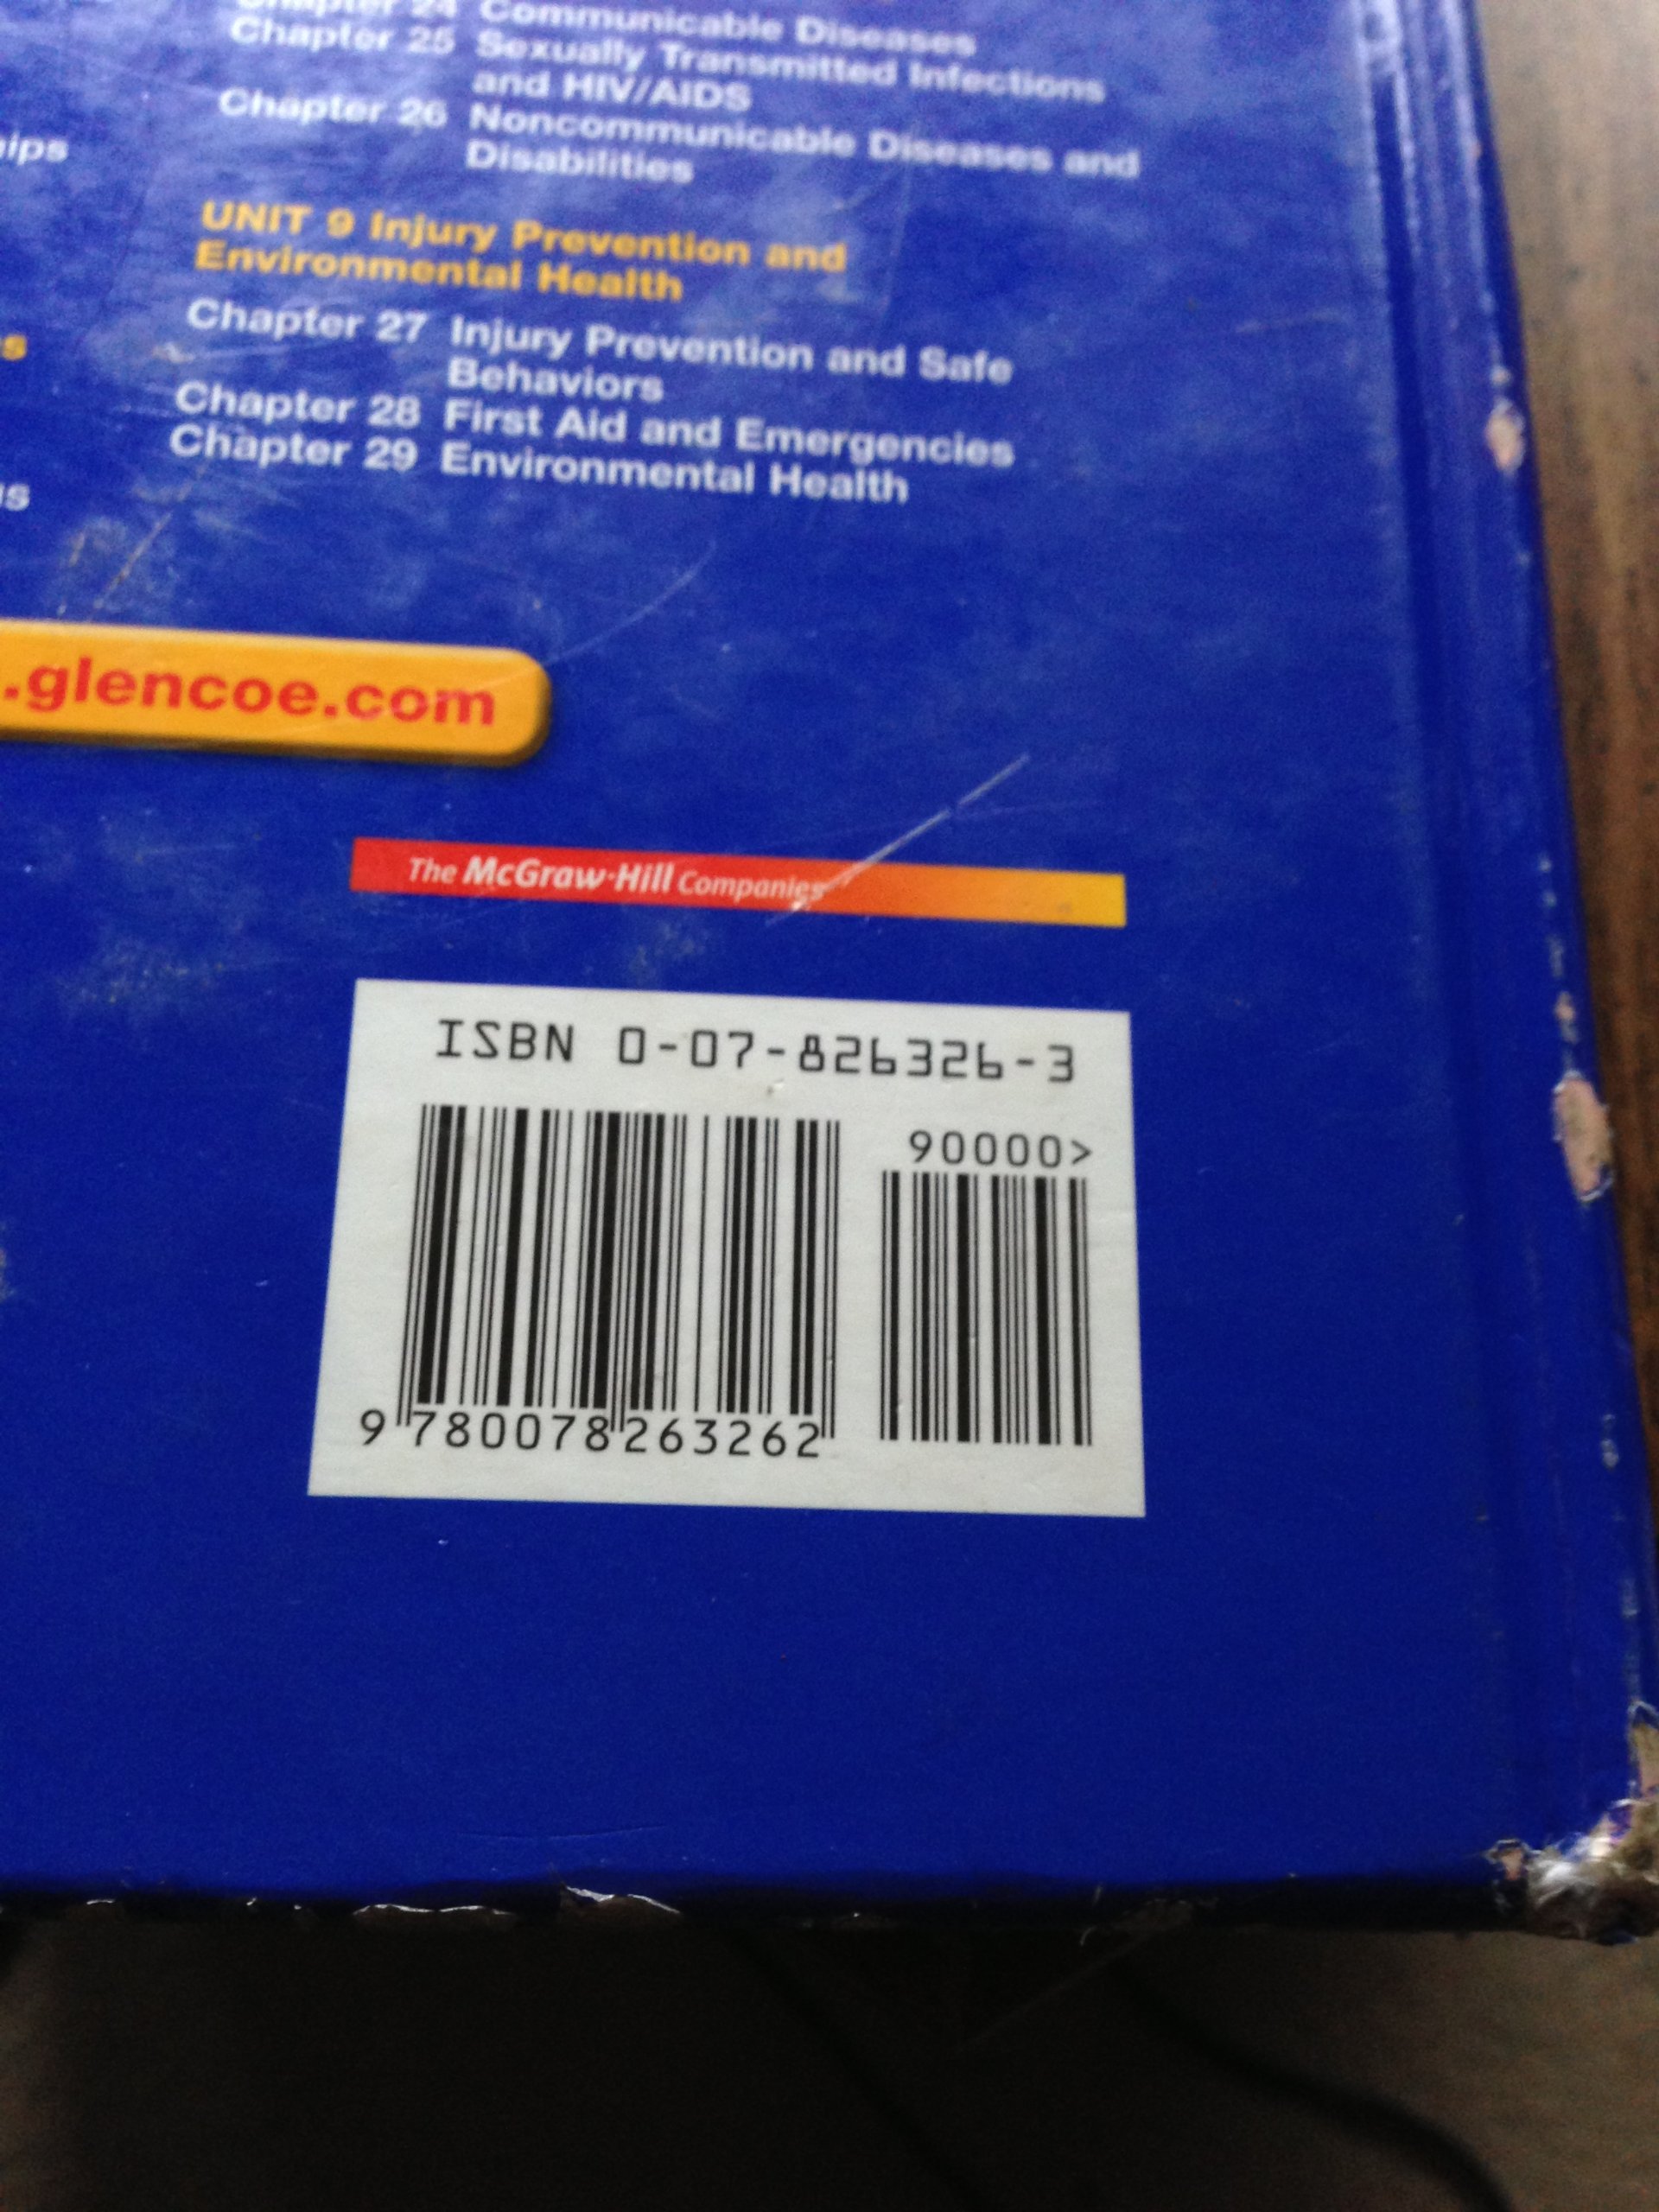 Chapter 24 Communicable Diseases
Chapter 25 Sexually Transmitted Infections
and HIV/AIDS
Chapter 26 Noncommunicable Diseases and
Disabilities
UNIT 9 Injury Prevention and
Environmental Health
Chapter 27 Injury Prevention and Safe
Behaviors
Chapter 28 First Aid and Emergencies
Chapter 29 Environmental Health
.glencoe.com
The McGraw·Hill Companies
ISBN 0-07-826326-3
90000>
9 780078 263262